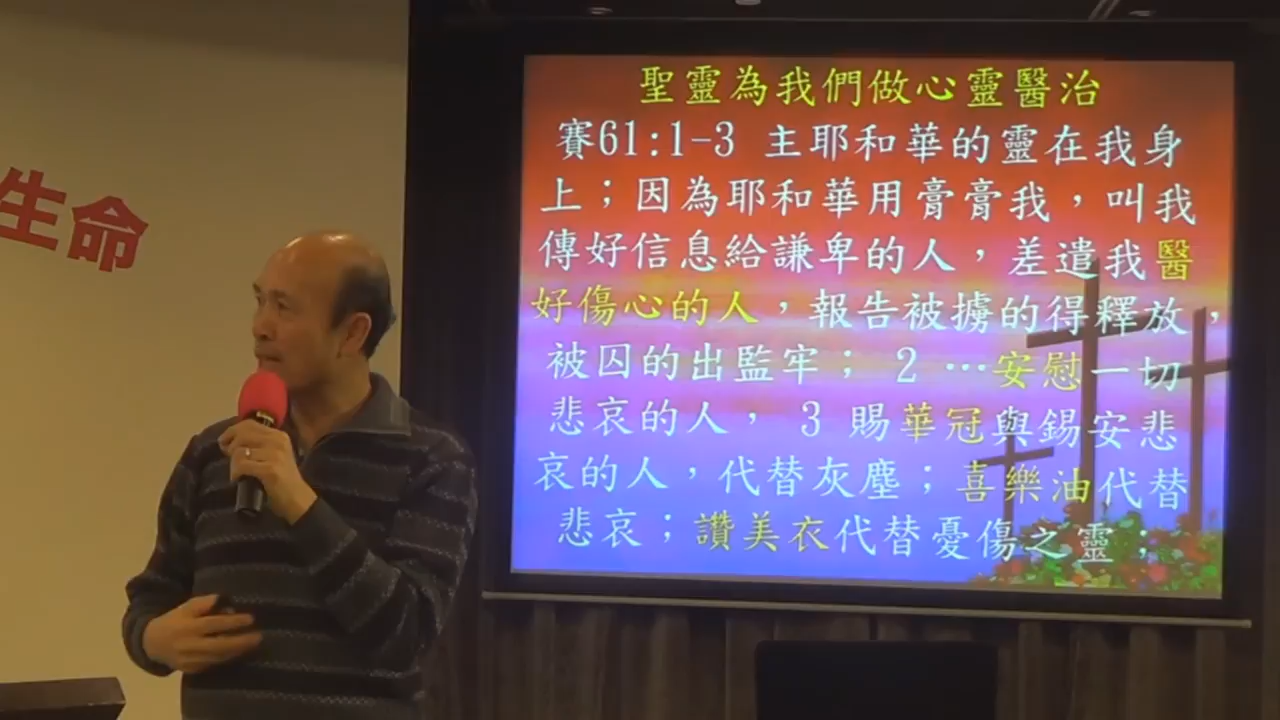 生命
聖靈為我們做心靈醫治
賽61:1-3 主耶和華的靈在我身
上；因為耶和華用膏膏我，叫我
傳好信息給謙卑的人，差遣我醫
好傷心的人，報告被擄的得釋放，
被囚的出監牢； 2 …安慰一切
悲哀的人， 3 賜華冠與錫安悲
哀的人，代替灰塵；喜樂油代替
悲哀；讚美衣代替憂傷之靈；